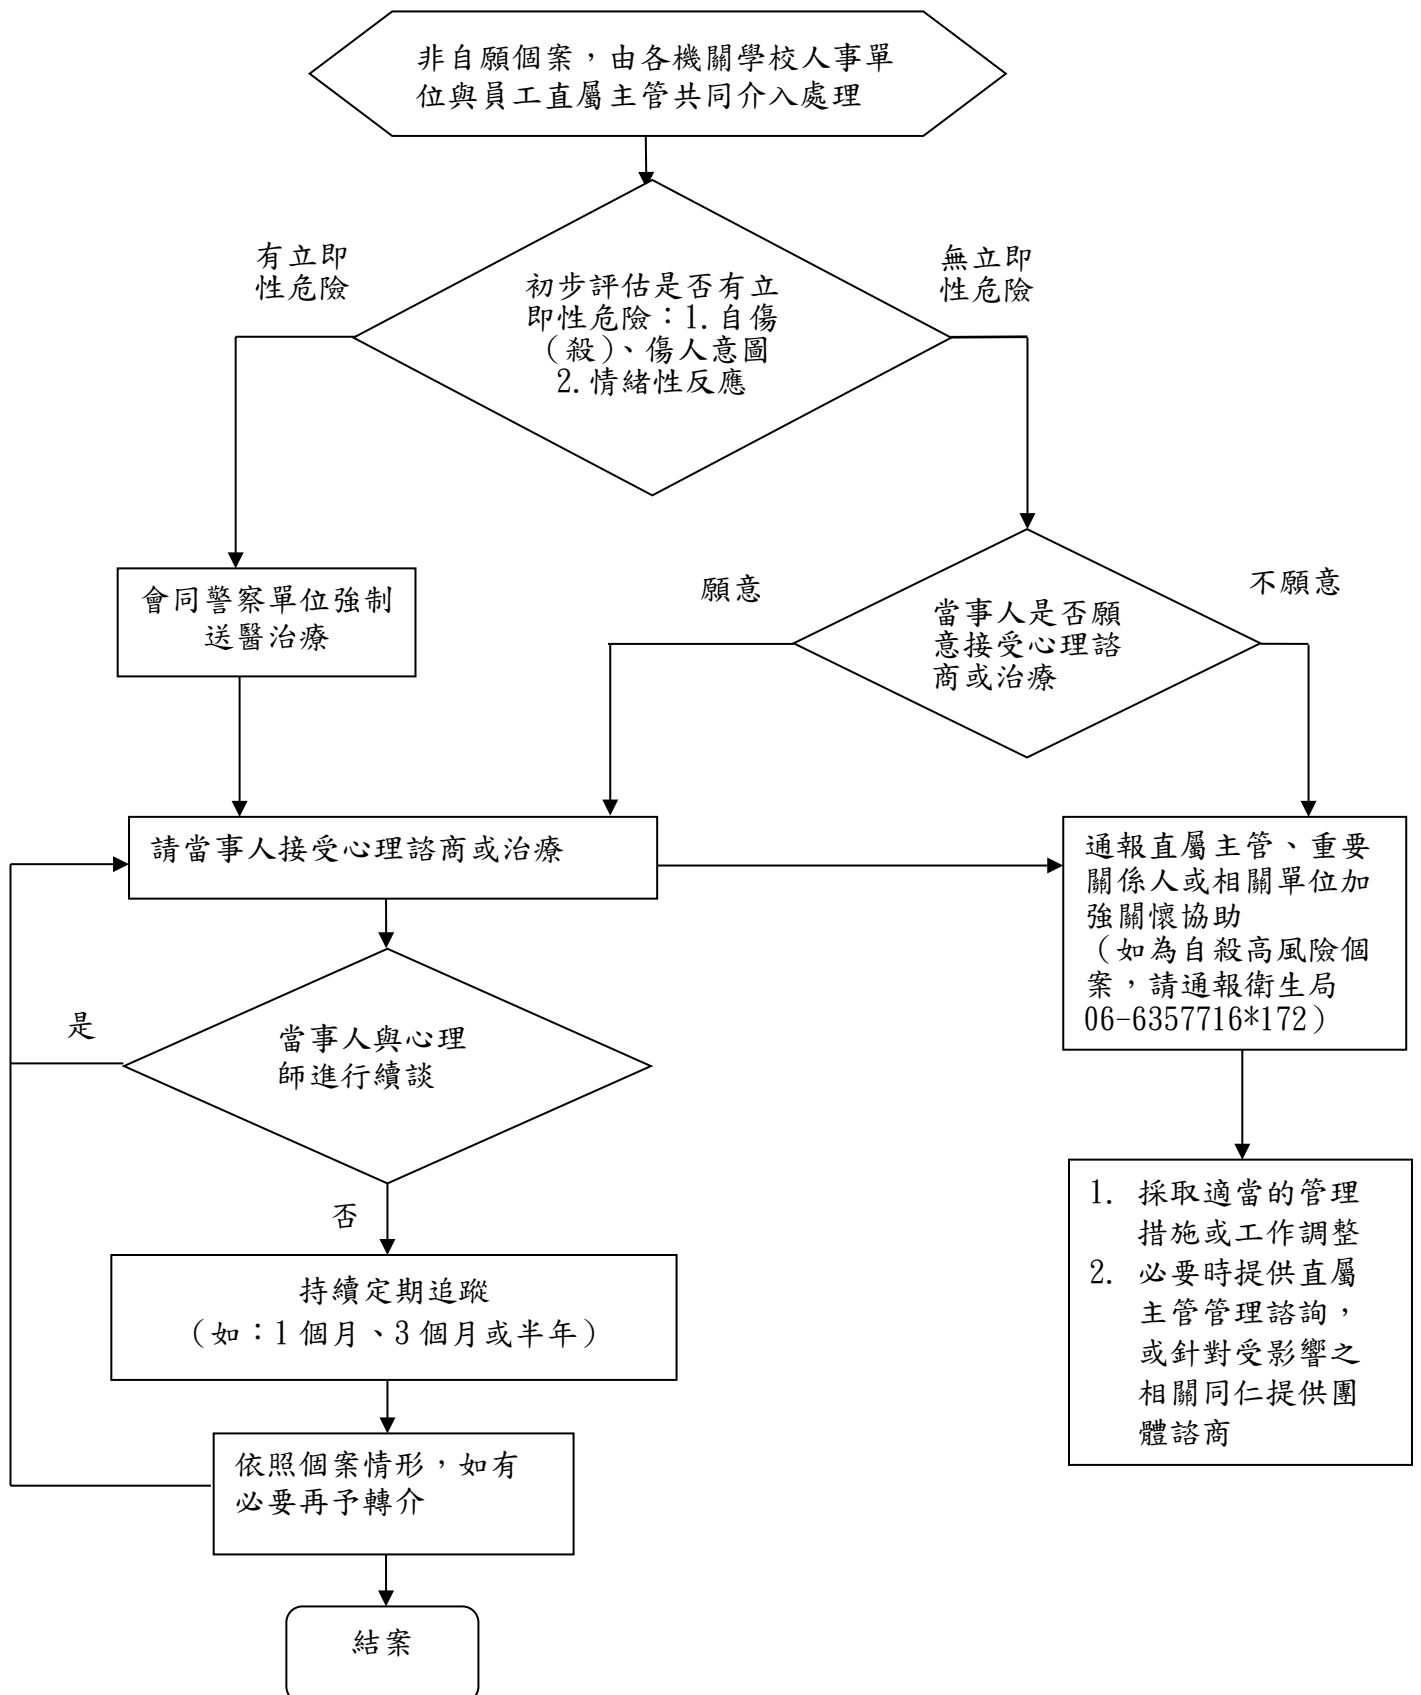 非自願個案，由各機關學校人事單
位與員工直屬主管共同介入處理
有立即
性危險
無立即
性危險
初步評估是否有立
即性危險：1.自傷
（殺）、傷人意圖
2.情緒性反應
會同警察單位強制
送醫治療
願意
不願意
當事人是否願
意接受心理諮
商或治療
請當事人接受心理諮商或治療
通報直屬主管、重要
關係人或相關單位加
強關懷協助
（如為自殺高風險個
案，請通報衛生局
06-6357716*172）
是
當事人與心理
師進行續談
否
持續定期追蹤
（如：1個月、3個月或半年）
1. 採取適當的管理
措施或工作調整
2. 必要時提供直屬
主管管理諮詢，
或針對受影響之
相關同仁提供團
體諮商
依照個案情形，如有
必要再予轉介
結案